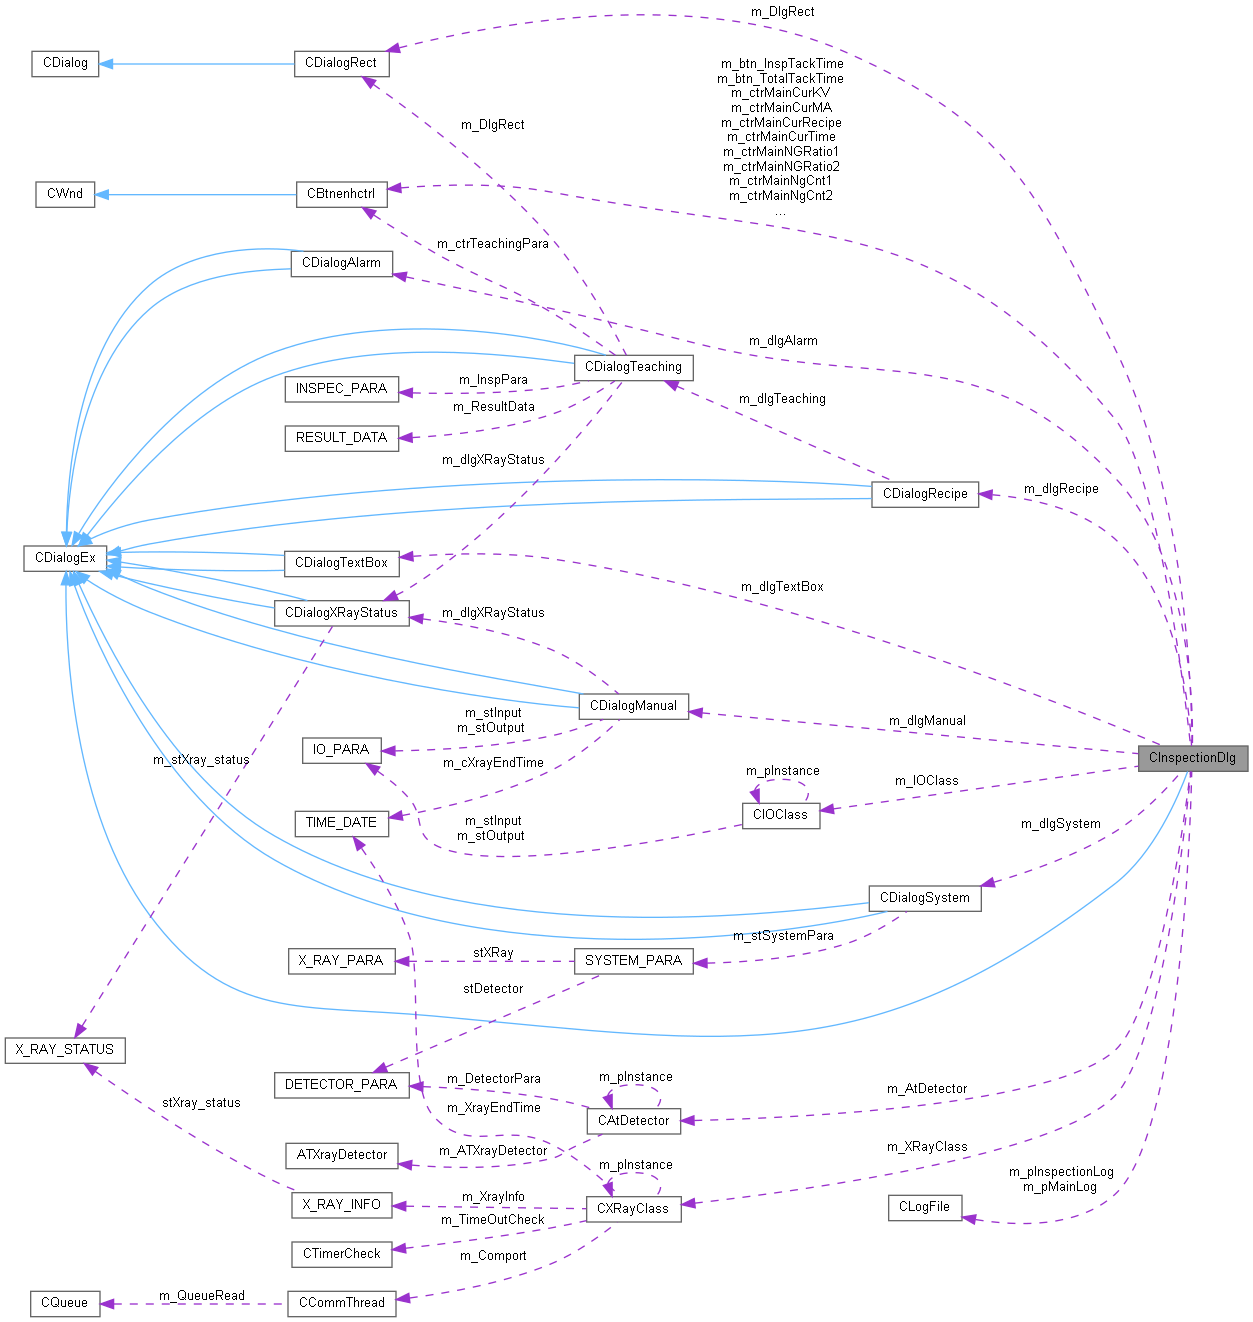 m_DlgRect
CDialog
CDialogRect
m_btn_InspTackTime
m_btn_TotalTackTime
m_ctrMainCurKV
m_ctrMainCurMA
m_ctrMainCurRecipe
m_ctrMainCurTime
m_ctrMainNGRatio1
m_ctrMainNGRatio2
m_ctrMainNgCnt1
m_ctrMainNgCnt2
...
m_DlgRect
CWnd
CBtnenhctrl
m_ctrTeachingPara
CDialogAlarm
m_dlgAlarm
CDialogTeaching
INSPEC_PARA
m_InspPara
m_dlgTeaching
m_ResultData
RESULT_DATA
m_dlgXRayStatus
CDialogRecipe
m_dlgRecipe
CDialogEx
CDialogTextBox
m_dlgTextBox
CDialogXRayStatus
m_dlgXRayStatus
CDialogManual
m_dlgManual
m_stInput
m_stOutput
IO_PARA
m_cXrayEndTime
m_stXray_status
CInspectionDlg
m_pInstance
m_IOClass
CIOClass
TIME_DATE
m_stInput
m_stOutput
m_dlgSystem
CDialogSystem
m_stSystemPara
X_RAY_PARA
stXRay
SYSTEM_PARA
stDetector
X_RAY_STATUS
DETECTOR_PARA
m_DetectorPara
m_pInstance
m_AtDetector
stXray_status
m_XrayEndTime
CAtDetector
ATXrayDetector
m_ATXrayDetector
m_XRayClass
m_pInstance
m_pInspectionLog
m_pMainLog
X_RAY_INFO
m_XrayInfo
CXRayClass
CLogFile
m_TimeOutCheck
CTimerCheck
m_Comport
CQueue
m_QueueRead
CCommThread